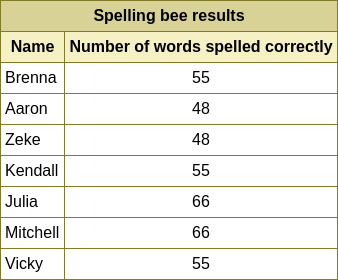 Spelling bee results
Name Number of words spelled correctly
Brenna 55
Aaron 48
Zeke 48
Kendall 55
Julia 66
Mitchell 66
Vicky 55